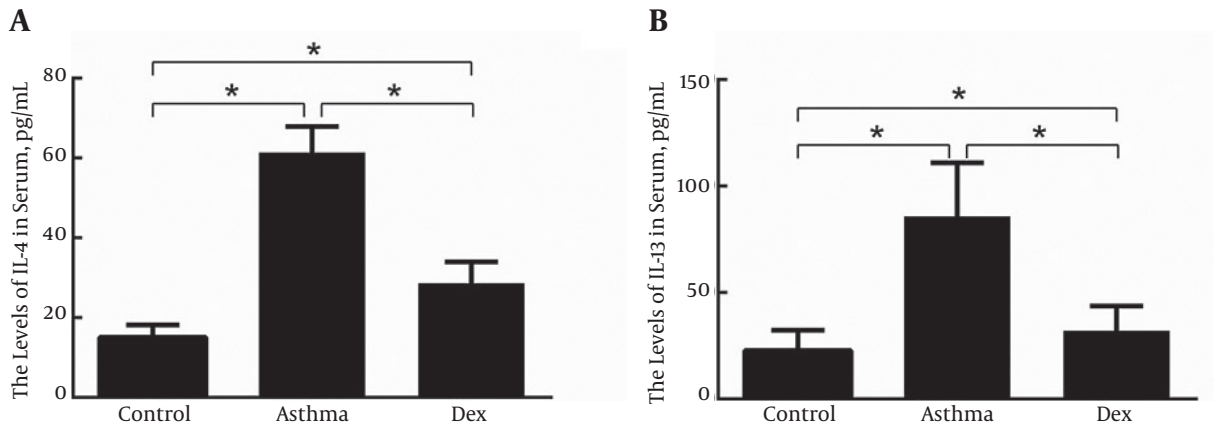 A
The Levels of IL-4 in Serum, pg/mL
80
60
40
20
0
*
*
*
Control
Asthma
Dex
B
The Levels of IL-13 in Serum, pg/mL
150
100
50
0
*
*
*
Control
Asthma
Dex